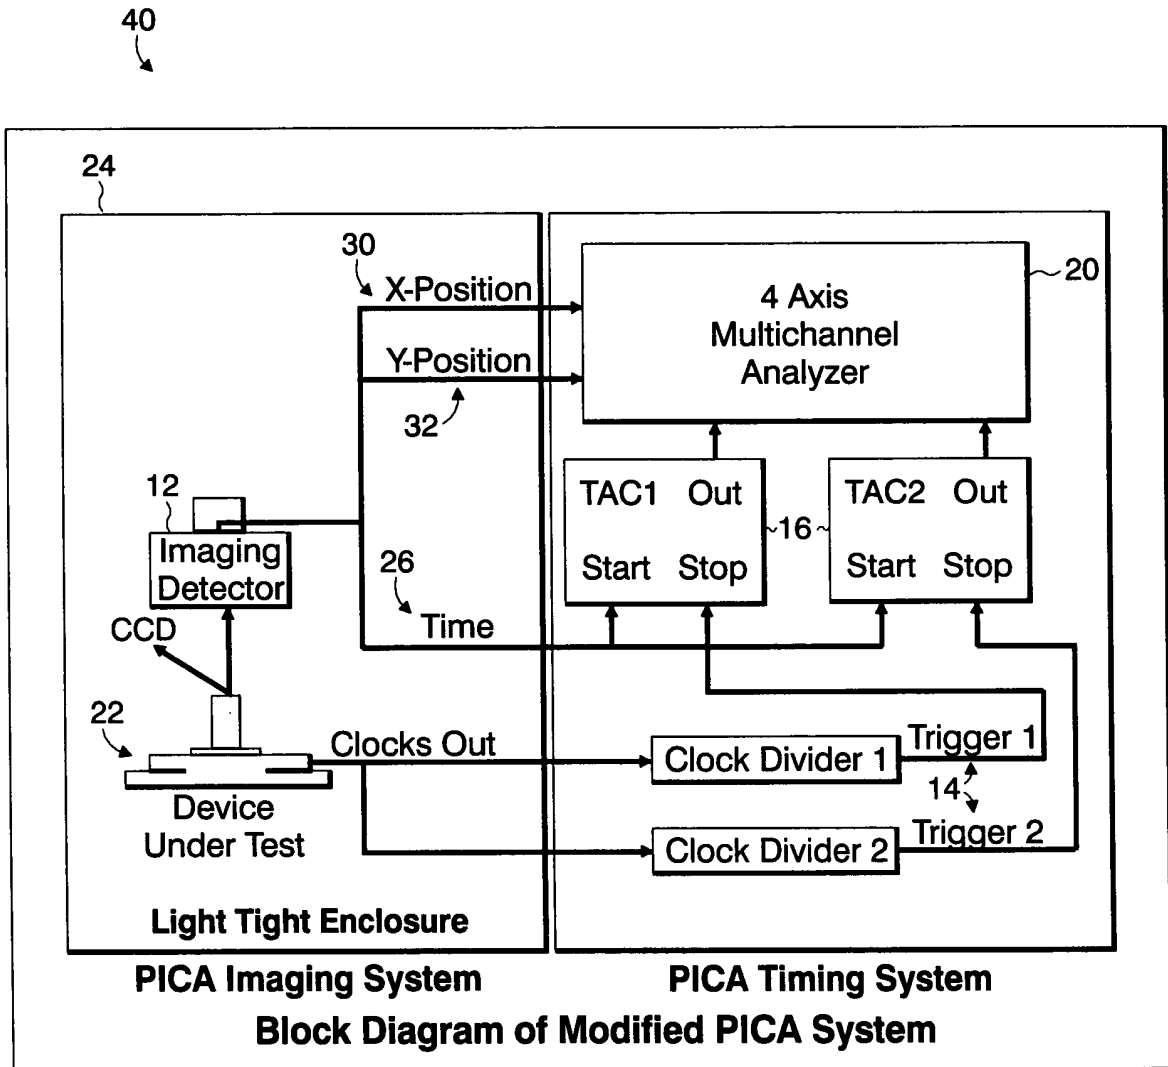 40
24
30
X-Position
Y-Position
32
4 Axis
Multichannel
Analyzer
20
12
Imaging
Detector
TAC1 Out
Start Stop
16
TAC2 Out
Start Stop
26
Time
CCD
22
Clocks Out
Device
Under Test
Clock Divider 1
Trigger 1
14
Clock Divider 2
Trigger 2
Light Tight Enclosure
PICA Imaging System
PICA Timing System
Block Diagram of Modified PICA System